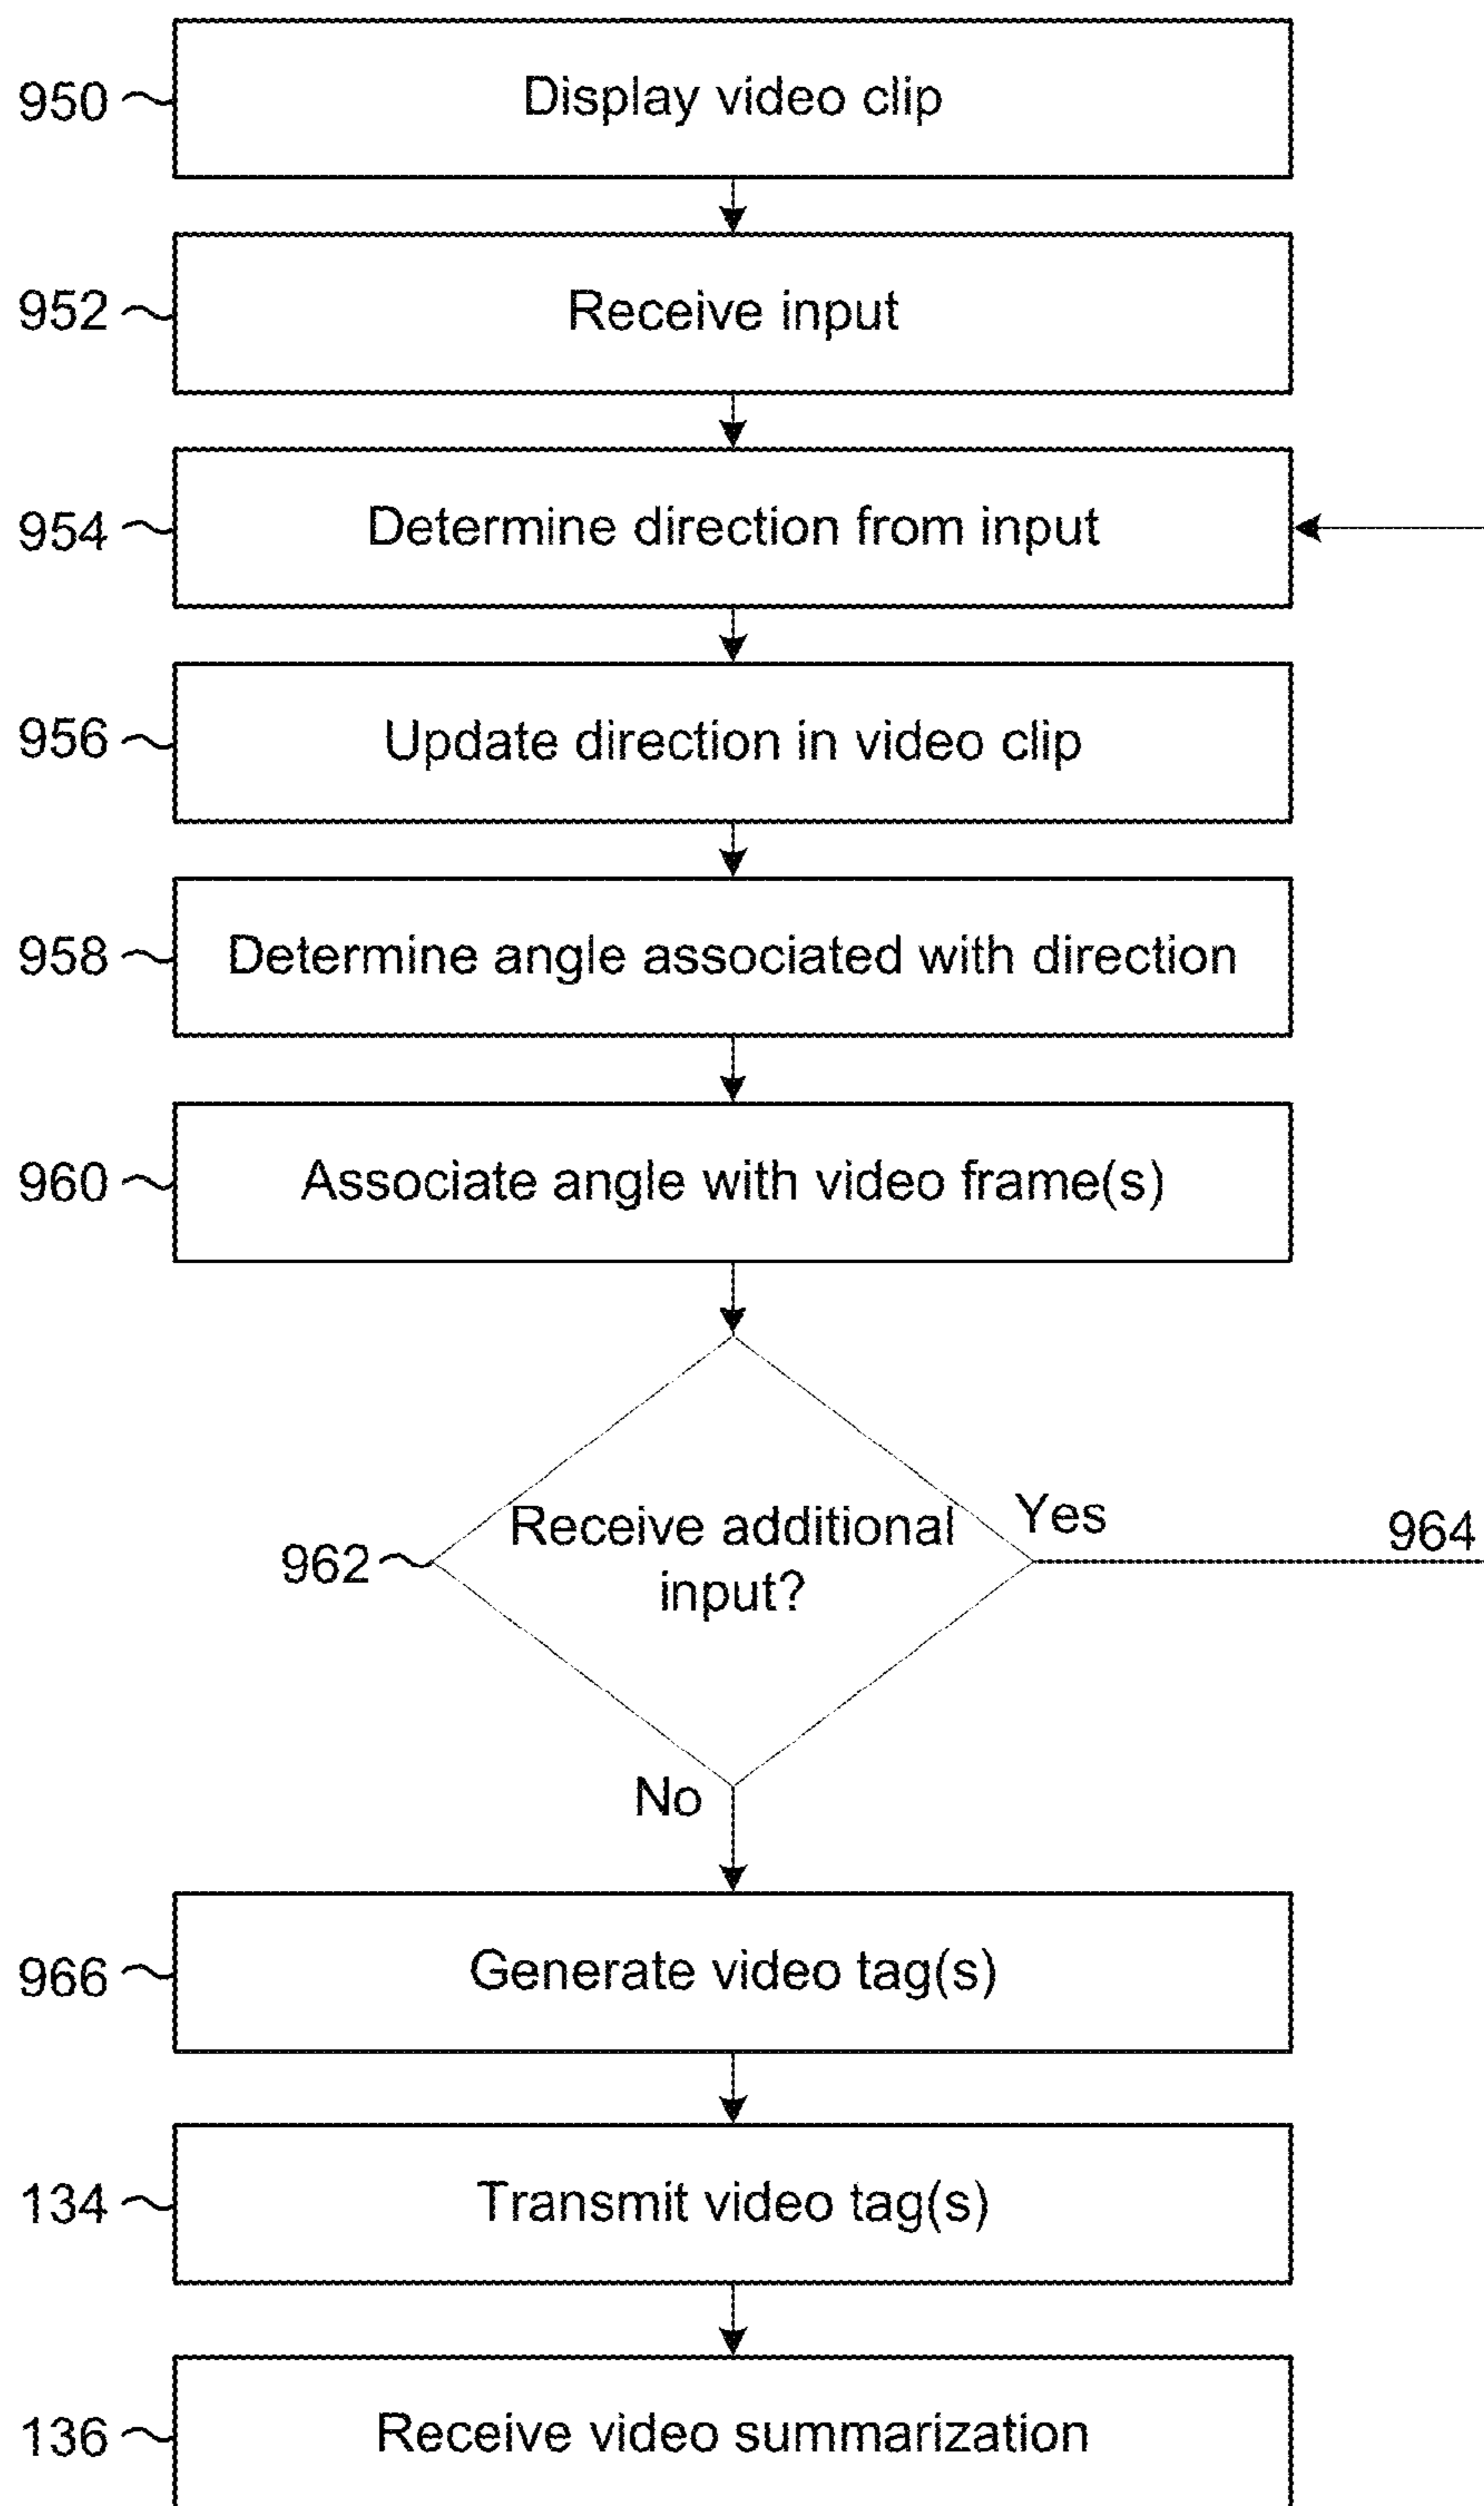 950 Display video clip
952 Receive input
954 Determine direction from input
956 Update direction in video clip
958 Determine angle associated with direction
960 Associate angle with video frame(s)
962 Receive additional Yes 964
input?
No
966 Generate video tag(s)
134 Transmit video tag(s)
136 Receive video summarization